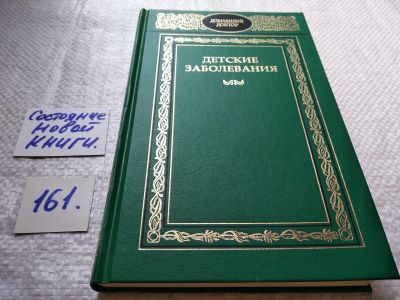 ДОМАШНИЙ
ДОКТОР
ДЕТСКИЕ
ЗАБОЛЕВАНИЯ
Состояние
Новой
КНИГИ.
161.